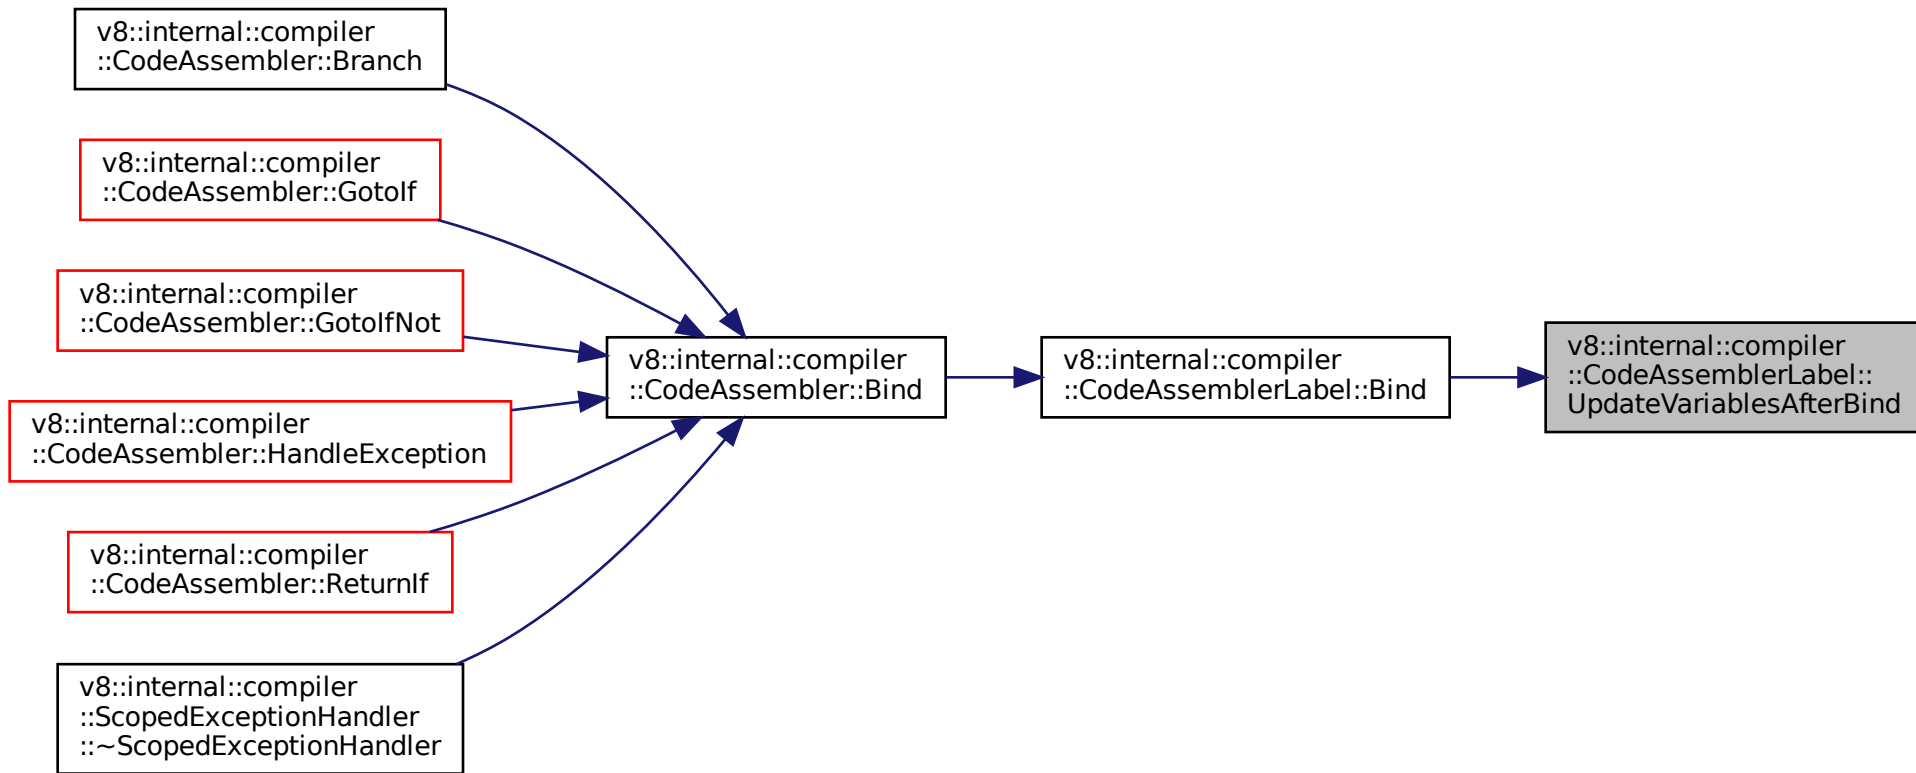 v8::internal::compiler
::CodeAssembler::Branch
v8::internal::compiler
::CodeAssembler::GotoIf
v8::internal::compiler
::CodeAssembler::GotoIfNot
v8::internal::compiler
::CodeAssembler::HandleException
v8::internal::compiler
::CodeAssembler::ReturnIf
v8::internal::compiler
::ScopedExceptionHandler
::~ScopedExceptionHandler
v8::internal::compiler
::CodeAssembler::Bind
v8::internal::compiler
::CodeAssemblerLabel::Bind
v8::internal::compiler
::CodeAssemblerLabel::
UpdateVariablesAfterBind